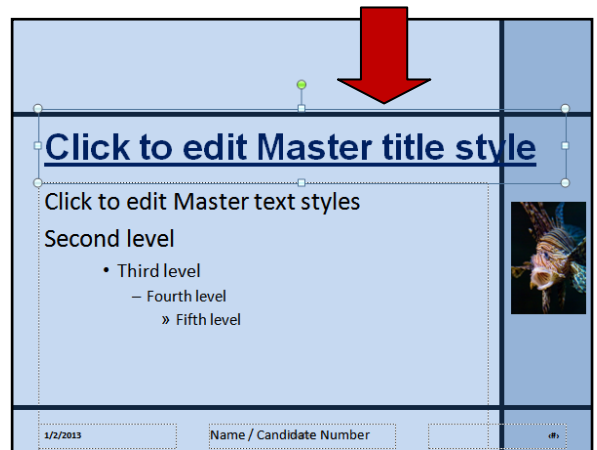 Click to edit Master title style
Click to edit Master text styles
Second level
• Third level
– Fourth level
» Fifth level
1/2/2013
Name / Candidate Number
‹#›